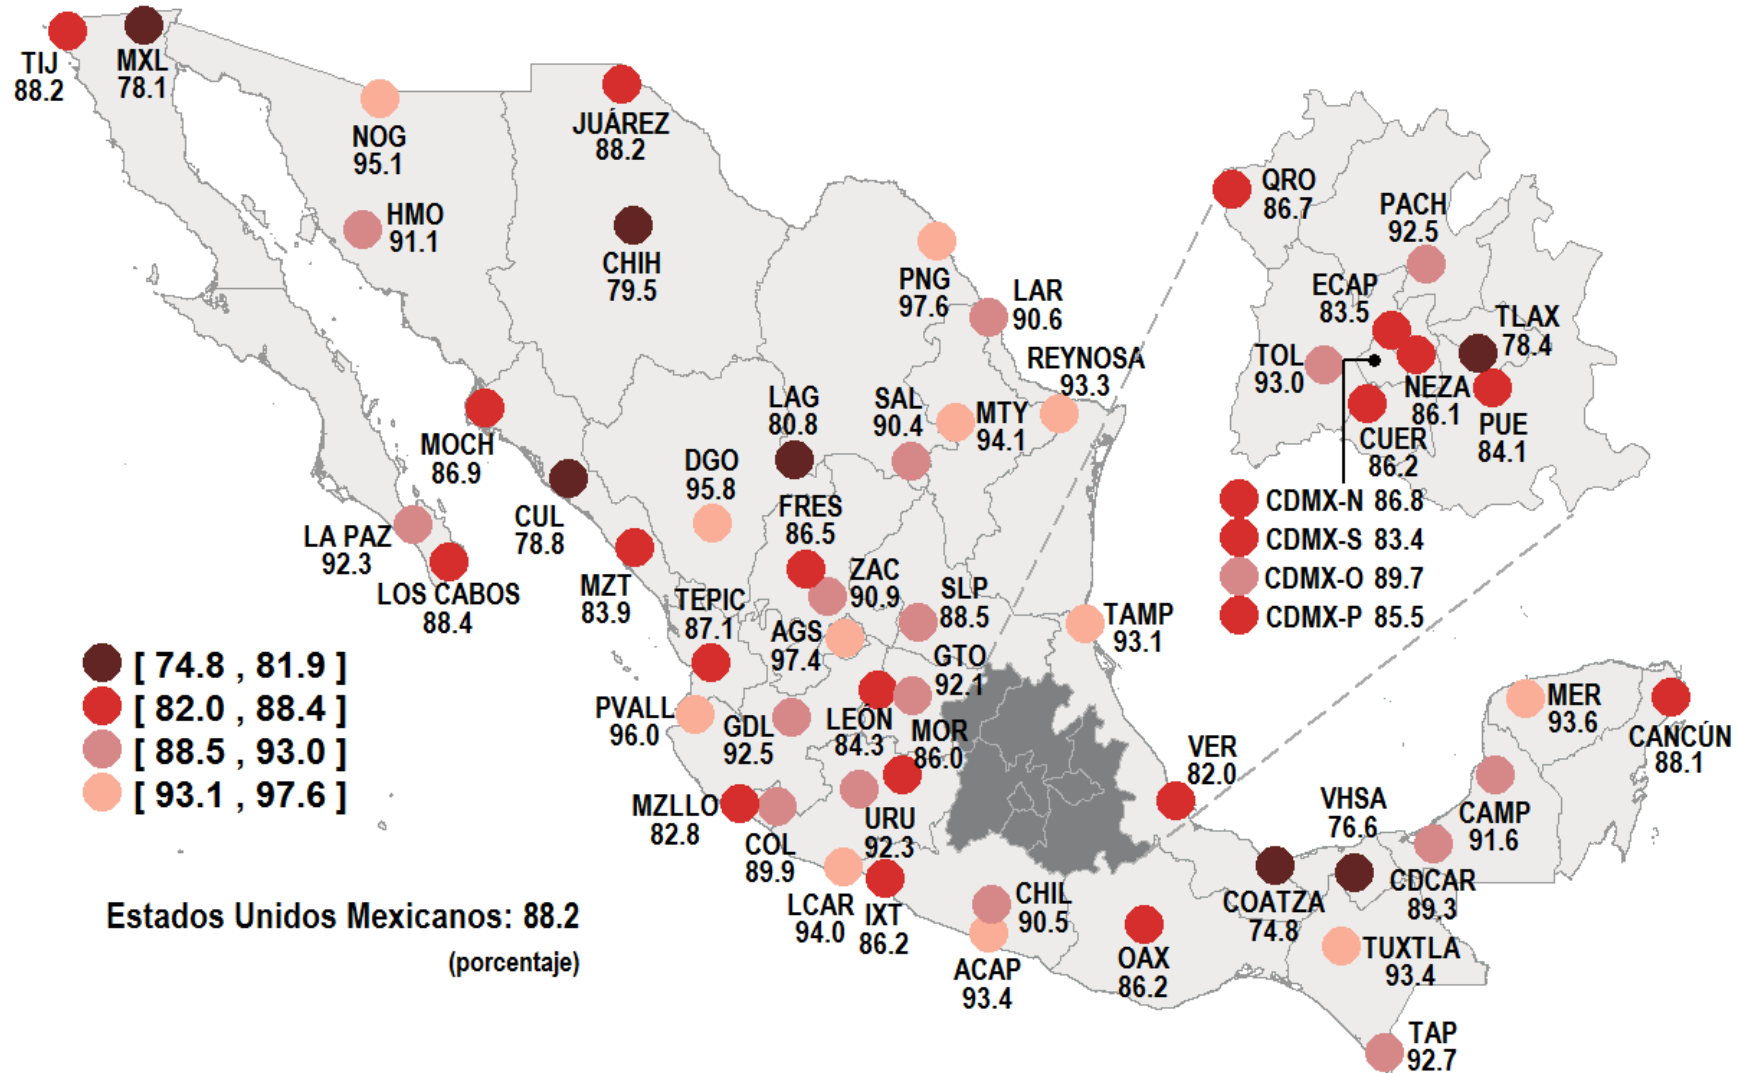 TIJ
88.2
MXL
78.1
NOG
95.1
HMO
91.1
JUÁREZ
88.2
CHIH
79.5
PNG
97.6
LAR
90.6
REYNOSA
93.3
LAG
80.8
SAL
90.4
MTY
94.1
MOCH
86.9
CUL
78.8
DGO
95.8
FRES
86.5
LA PAZ
92.3
LOS CABOS
88.4
MZT
83.9
TEPIC
87.1
ZAC
90.9
AGS
97.4
SLP
88.5
GTO
92.1
TAMP
93.1
PVALL
96.0
GDL
92.5
LEÓN
84.3
MOR
86.0
MZLLO
82.8
COL
89.9
URU
92.3
LCAR
94.0
IXT
86.2
CHIL
90.5
ACAP
93.4
OAX
86.2
VER
82.0
COATZA
74.8
VHSA
76.6
CDCAR
89.3
CAMP
91.6
MER
93.6
CANCÚN
88.1
TUXTLA
93.4
TAP
92.7
QRO
86.7
PACH
92.5
ECAP
83.5
TLAX
78.4
TOL
93.0
NEZA
86.1
CUER
86.2
PUE
84.1
CDMX-N 86.8
CDMX-S 83.4
CDMX-O 89.7
CDMX-P 85.5
[ 74.8 , 81.9 ]
[ 82.0 , 88.4 ]
[ 88.5 , 93.0 ]
[ 93.1 , 97.6 ]
Estados Unidos Mexicanos: 88.2
(porcentaje)